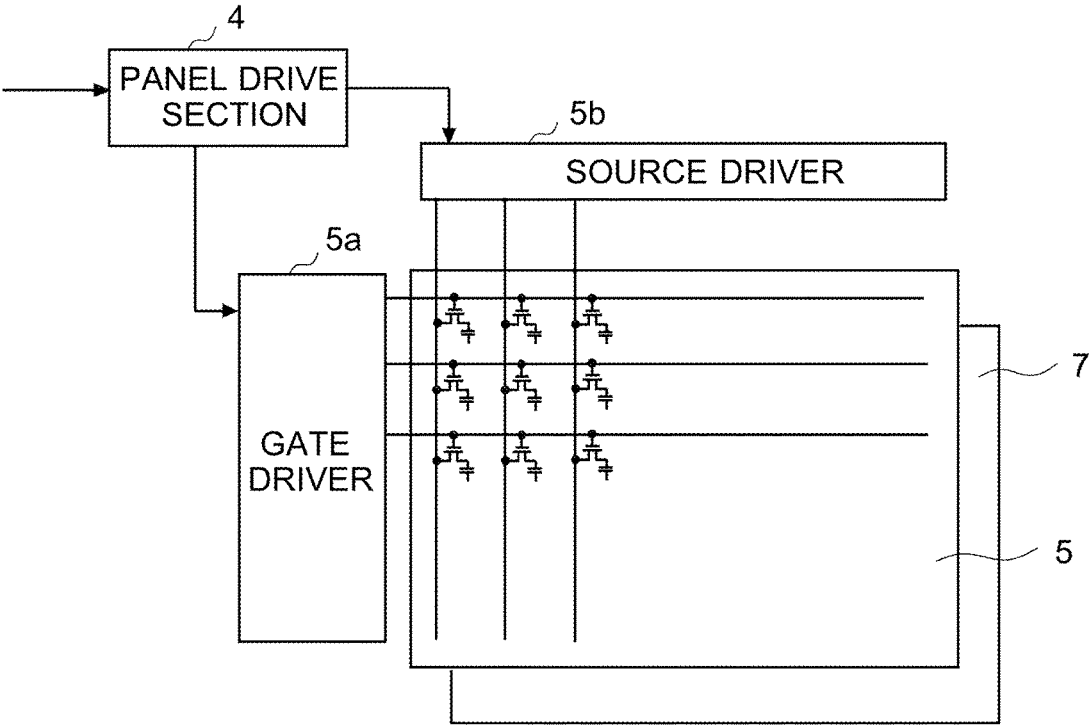 4
PANEL DRIVE
SECTION
5b
SOURCE DRIVER
5a
7
GATE
DRIVER
5